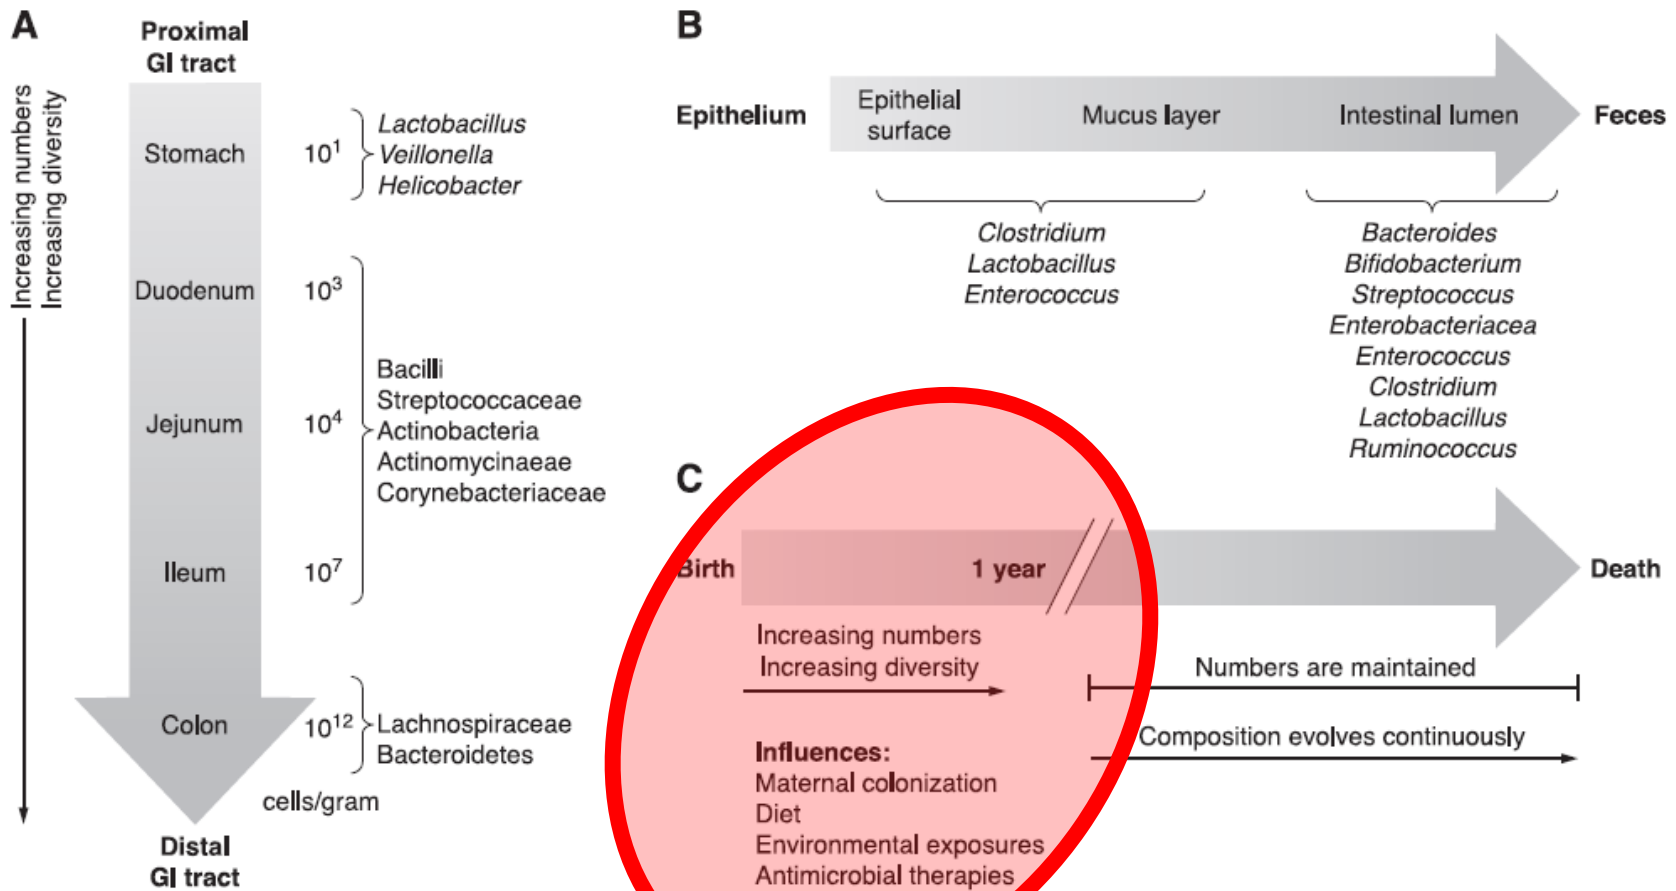 A
Proximal
GI tract
Increasing numbers
Increasing diversity
Stomach
10¹
Lactobacillus
Veillonella
Helicobacter
Duodenum
10³
Jejunum
10⁴
Bacilli
Streptococcaceae
Actinobacteria
Actinomycinaeae
Corynebacteriaceae
Ileum
10⁷
Colon
10¹²
Lachnospiraceae
Bacteroidetes
cells/gram
Distal
GI tract
B
Epithelium
Epithelial
surface
Mucus layer
Intestinal lumen
Feces
Clostridium
Lactobacillus
Enterococcus
Bacteroides
Bifidobacterium
Streptococcus
Enterobacteriacea
Enterococcus
Clostridium
Lactobacillus
Ruminococcus
C
Birth
1 year
Death
Increasing numbers
Increasing diversity
Numbers are maintained
Composition evolves continuously
Influences:
Maternal colonization
Diet
Environmental exposures
Antimicrobial therapies